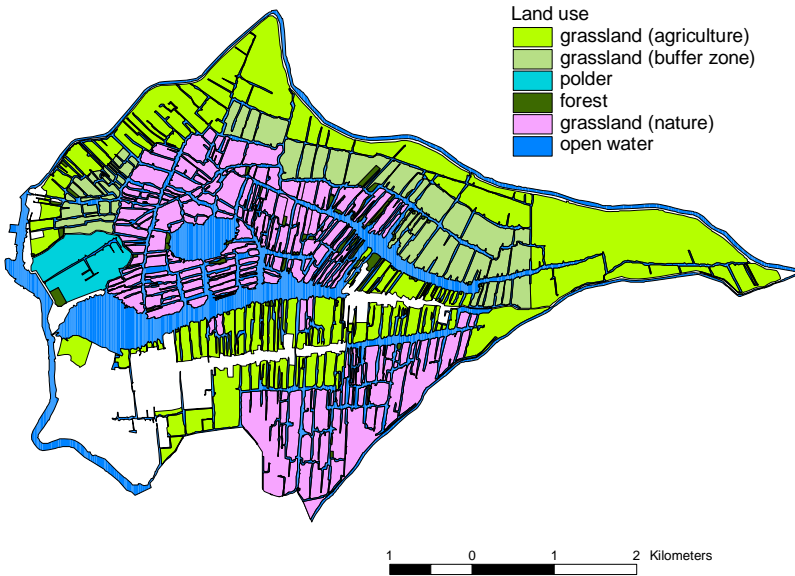 Land use
grassland (agriculture)
grassland (buffer zone)
polder
forest
grassland (nature)
open water
1 0 1 2 Kilometers